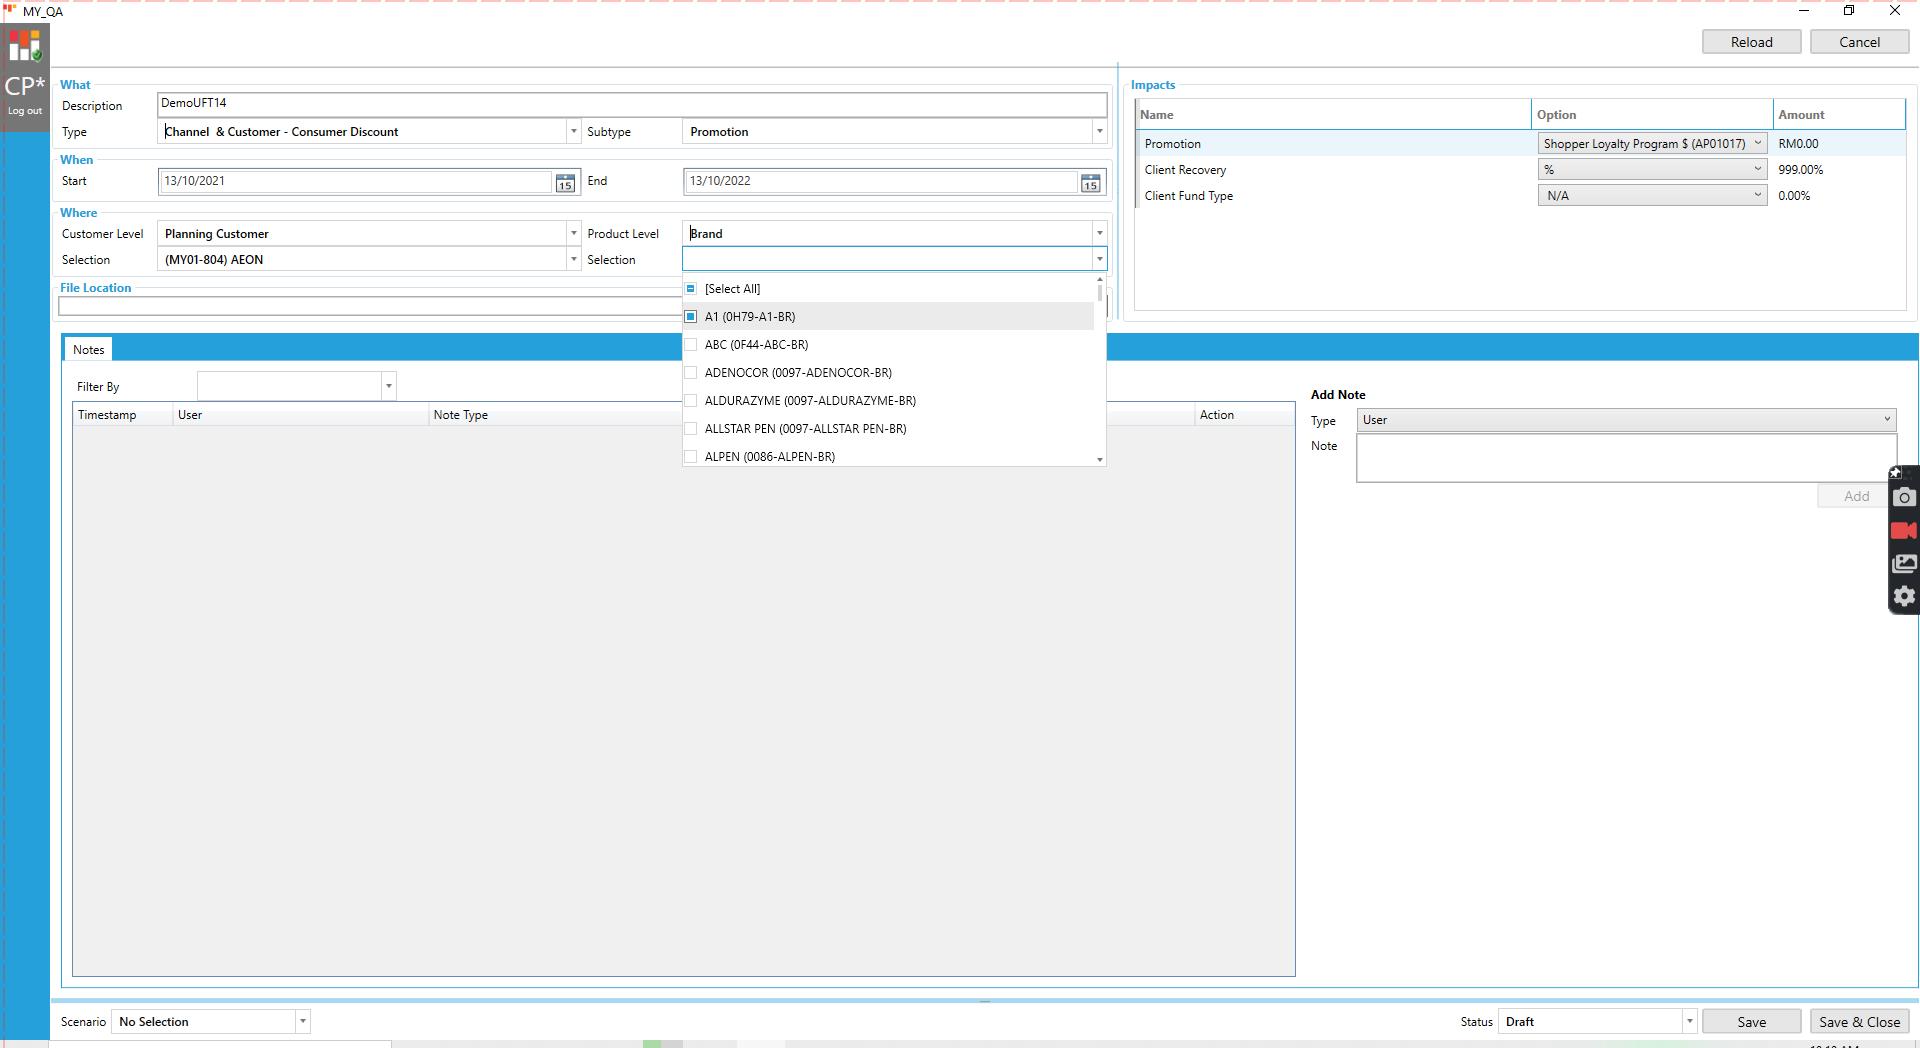 MY_QA
Reload
Cancel
CP*
Log out
What
Description
DemoUFT14
Type
Channel & Customer - Consumer Discount
Subtype
Promotion
When
Start
13/10/2021
15
End
13/10/2022
15
Where
Customer Level
Planning Customer
Product Level
Brand
Selection
(MY01-804) AEON
Selection
[Select All]
A1 (0H79-A1-BR)
ABC (0F44-ABC-BR)
ADENOCOR (0097-ADENOCOR-BR)
ALDURAZYME (0097-ALDURAZYME-BR)
ALLSTAR PEN (0097-ALLSTAR PEN-BR)
ALPEN (0086-ALPEN-BR)
File Location
Impacts
Name
Option
Amount
Promotion
Shopper Loyalty Program $ (AP01017)
RM0.00
Client Recovery
%
999.00%
Client Fund Type
N/A
0.00%
Notes
Filter By
Timestamp
User
Note Type
Action
Add Note
Type
User
Note
Add
Scenario
No Selection
Status
Draft
Save
Save & Close